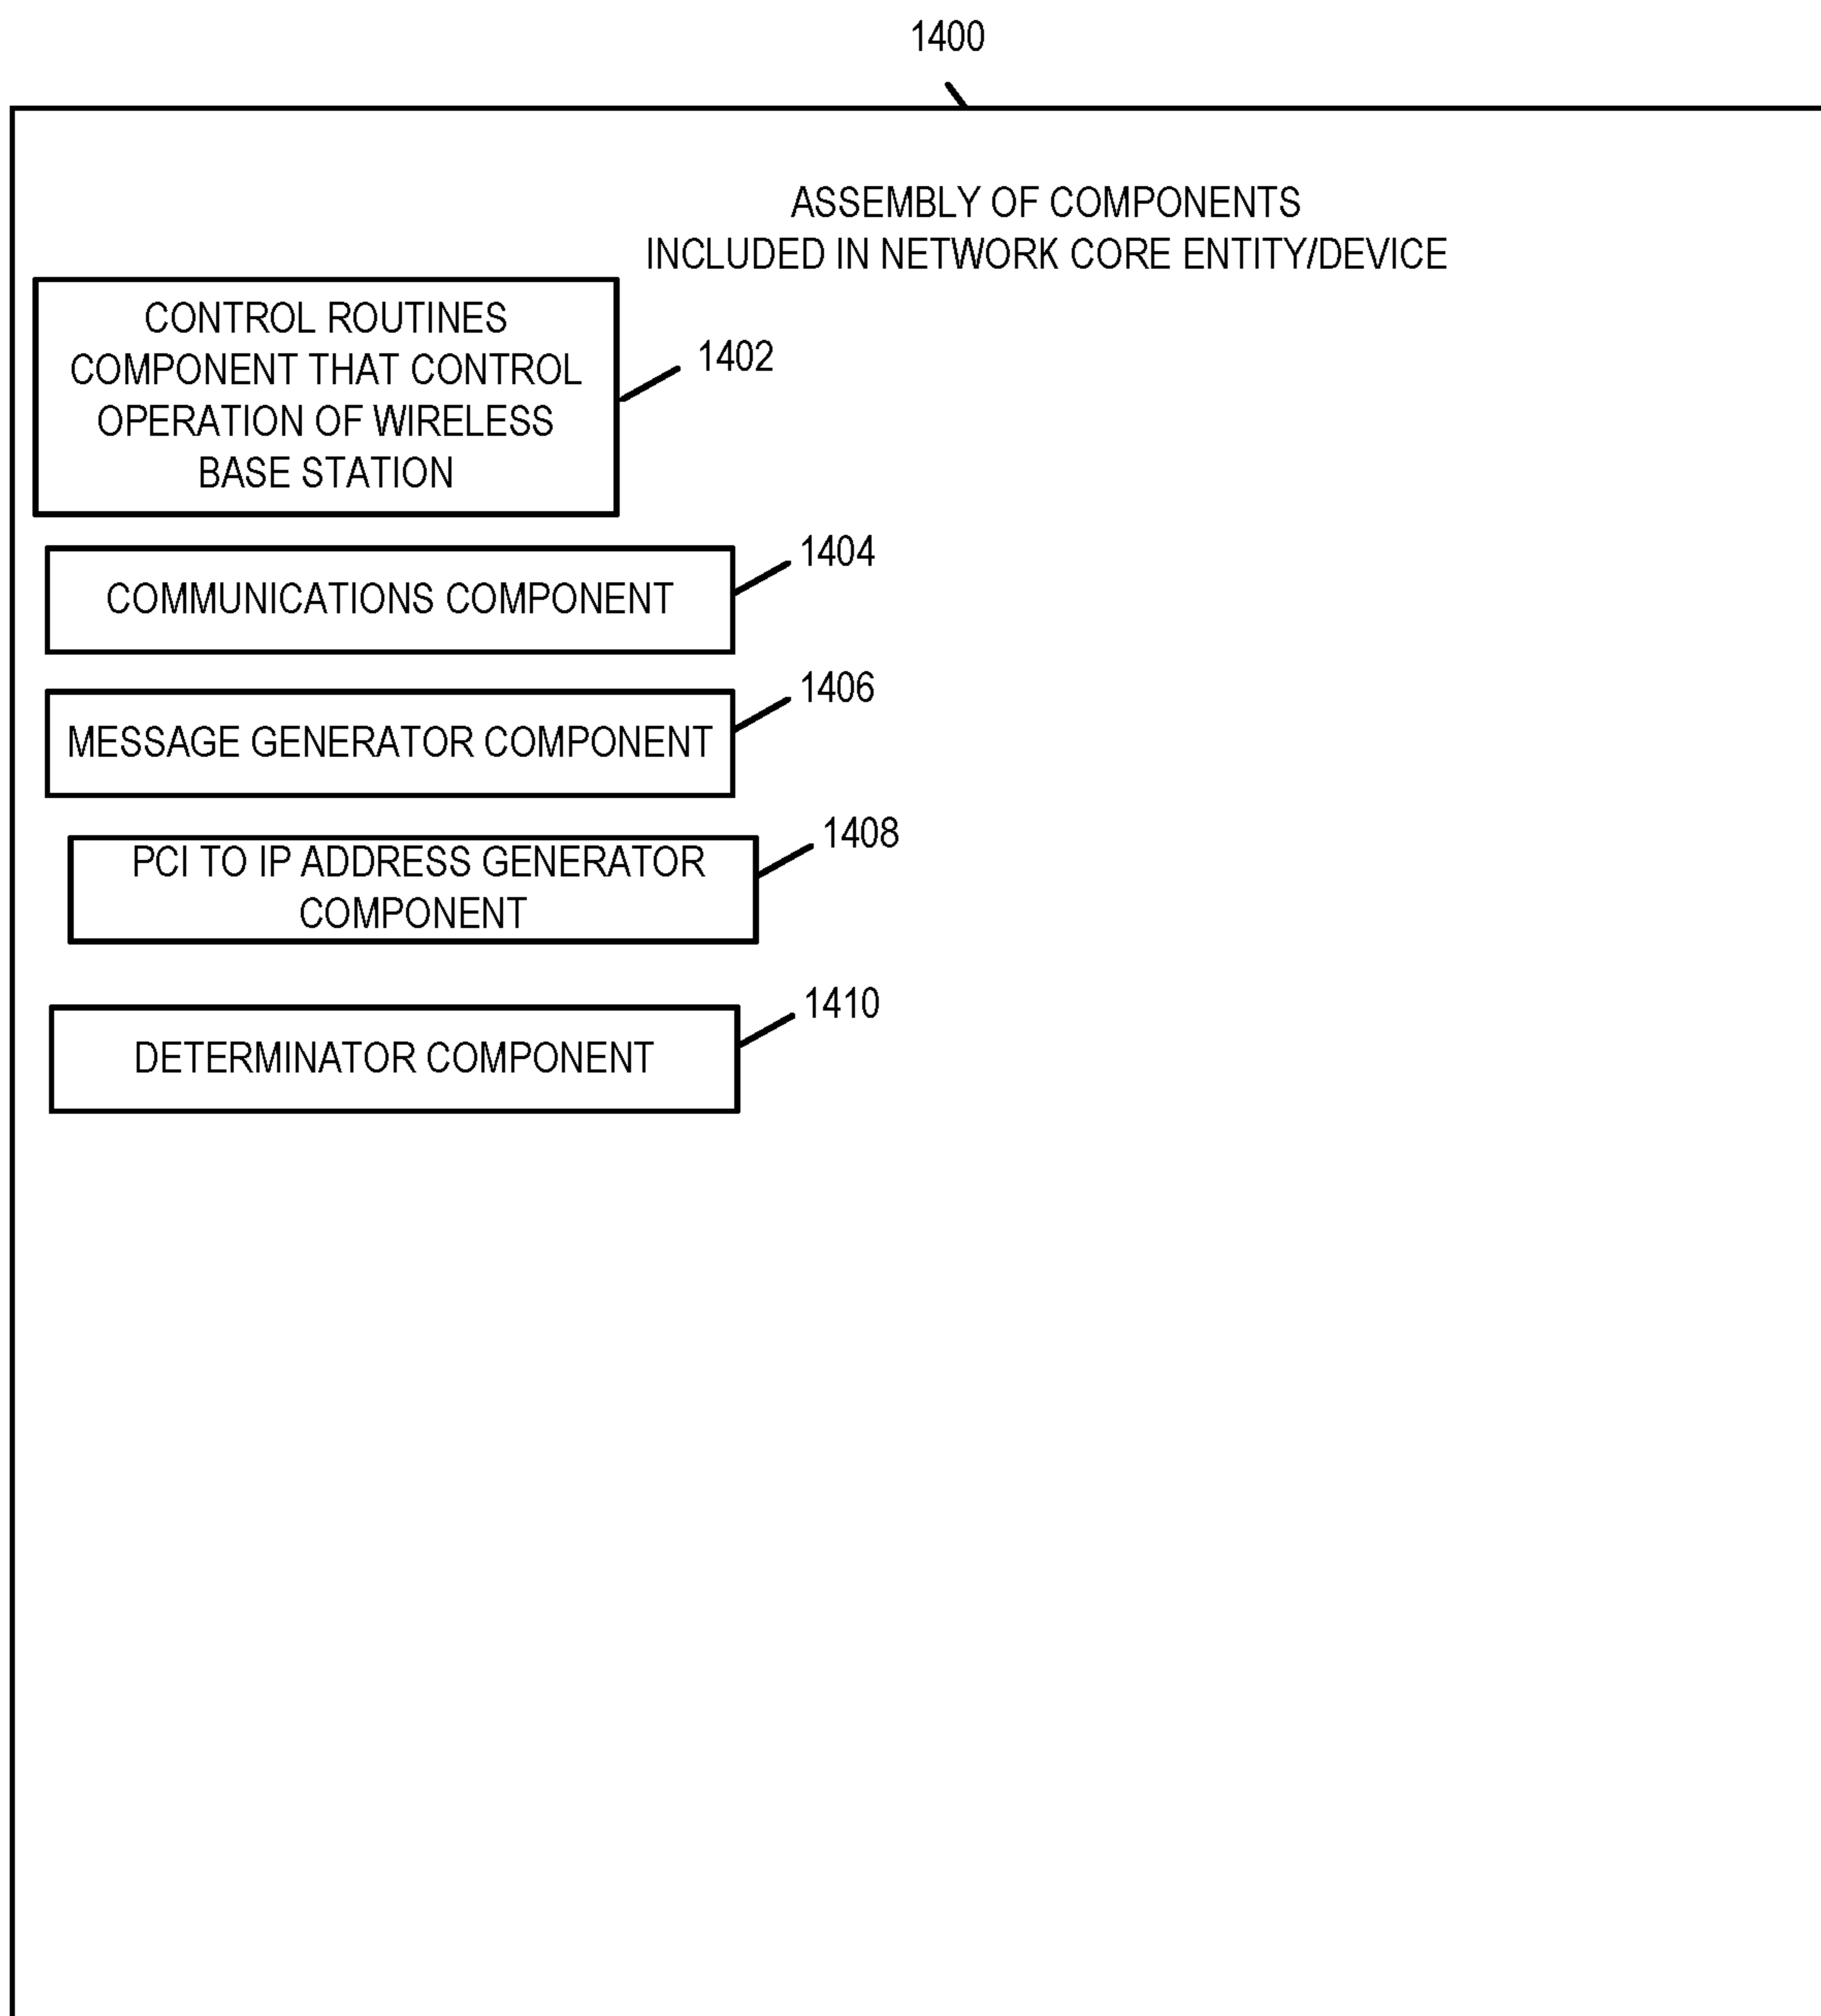 1400
ASSEMBLY OF COMPONENTS
INCLUDED IN NETWORK CORE ENTITY/DEVICE
CONTROL ROUTINES
COMPONENT THAT CONTROL
OPERATION OF WIRELESS
BASE STATION
1402
1404
COMMUNICATIONS COMPONENT
1406
MESSAGE GENERATOR COMPONENT
1408
PCI TO IP ADDRESS GENERATOR
COMPONENT
1410
DETERMINATOR COMPONENT